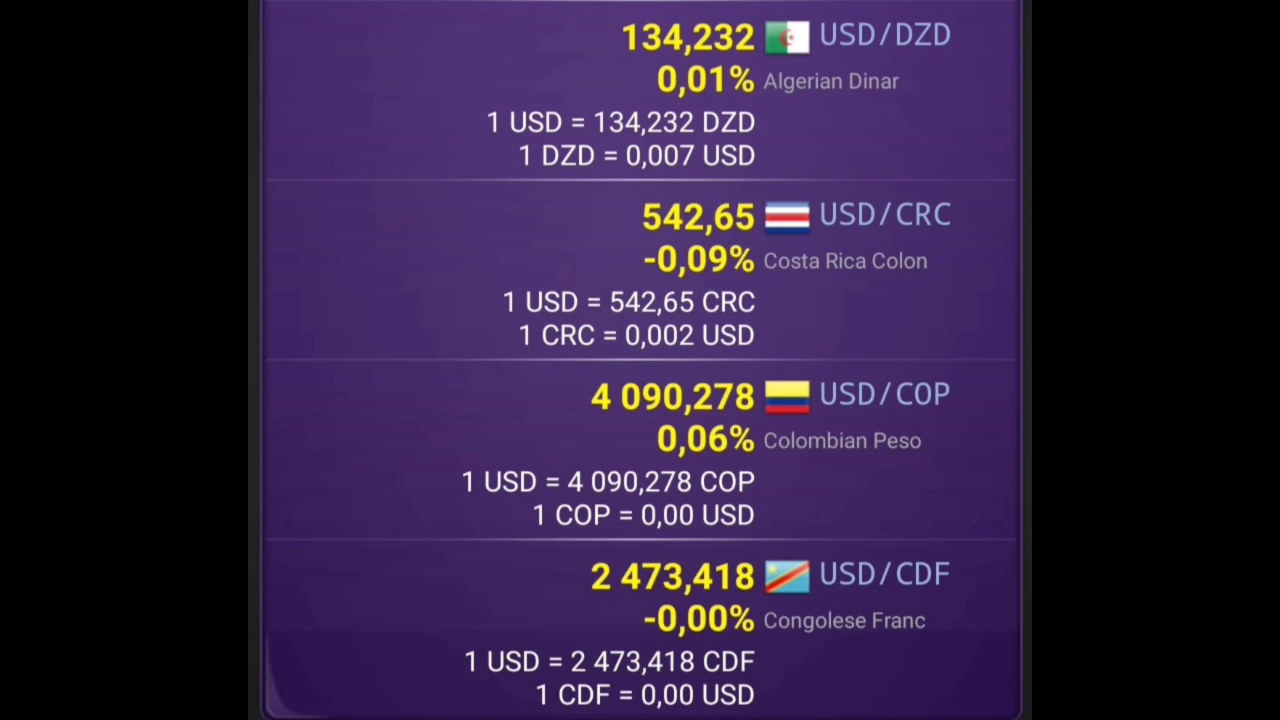 134,232 USD/DZD
0,01% Algerian Dinar
1 USD = 134,232 DZD
1 DZD = 0,007 USD
542,65 USD/CRC
-0,09% Costa Rica Colon
1 USD = 542,65 CRC
1 CRC = 0,002 USD
4 090,278 USD/COP
0,06% Colombian Peso
1 USD = 4 090,278 COP
1 COP = 0,00 USD
2 473,418 USD/CDF
-0,00% Congolese Franc
1 USD = 2 473,418 CDF
1 CDF = 0,00 USD